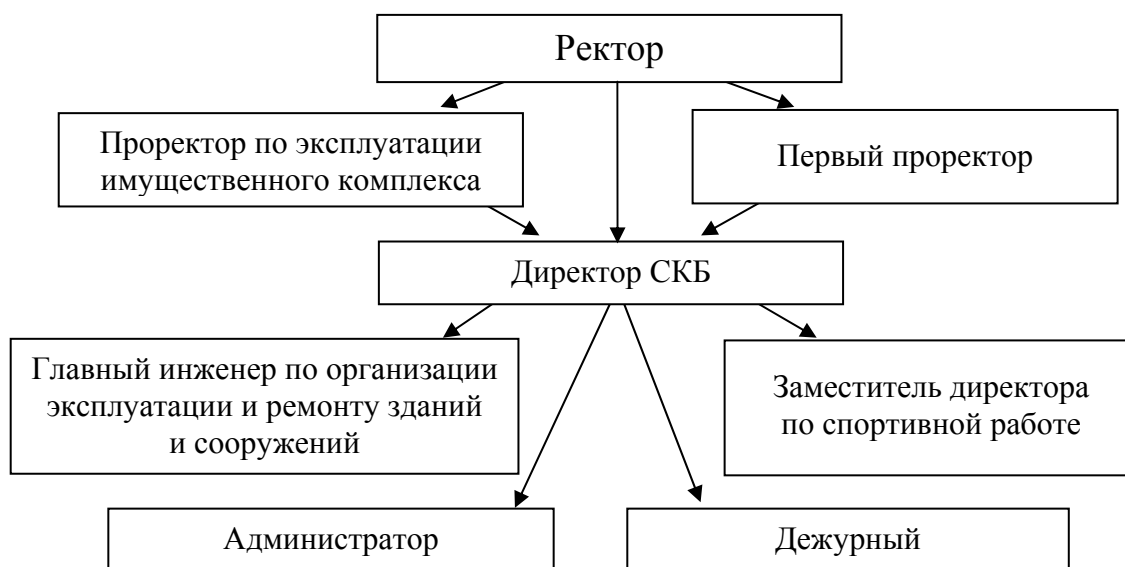 Ректор
Проректор по эксплуатации
имущественного комплекса
Первый проректор
Директор СКБ
Главный инженер по организации
эксплуатации и ремонту зданий
и сооружений
Заместитель директора
по спортивной работе
Администратор
Дежурный